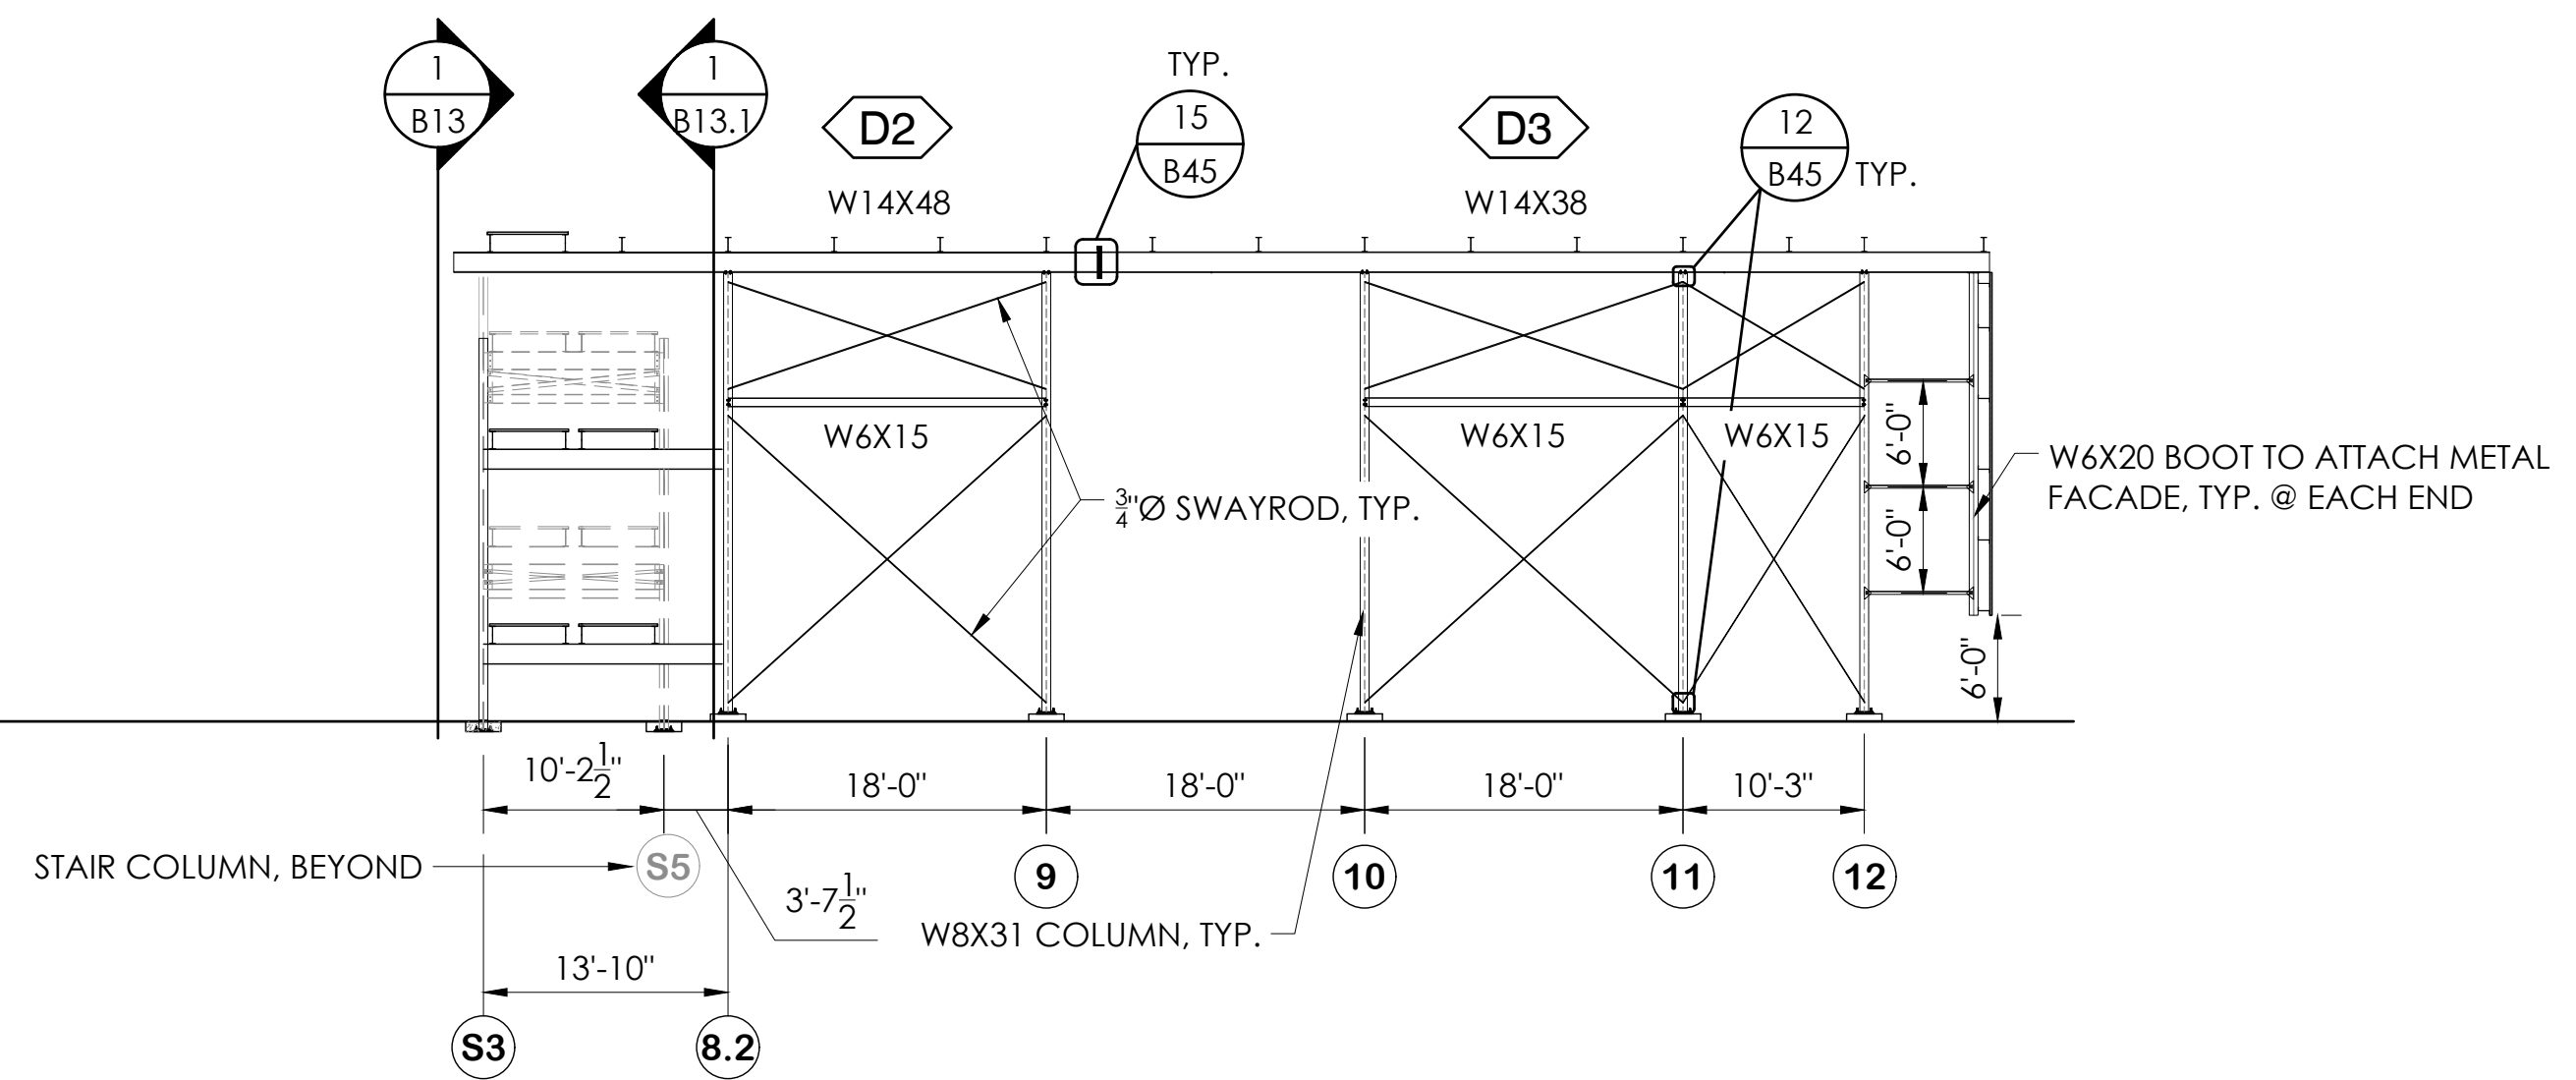 TYP.
1
B13
1
B13.1
D2
15
B45
D3
12
B45
TYP.
W14X48
W14X38
W6X15
W6X15
W6X15
6'-0"
6'-0"
W6X20 BOOT TO ATTACH METAL
FACADE, TYP. @ EACH END
3/4"Ø SWAYROD, TYP.
6'-0"
10'-2 1/2"
18'-0"
18'-0"
18'-0"
10'-3"
STAIR COLUMN, BEYOND
S5
9
10
11
12
3'-7 1/2"
W8X31 COLUMN, TYP.
13'-10"
S3
8.2